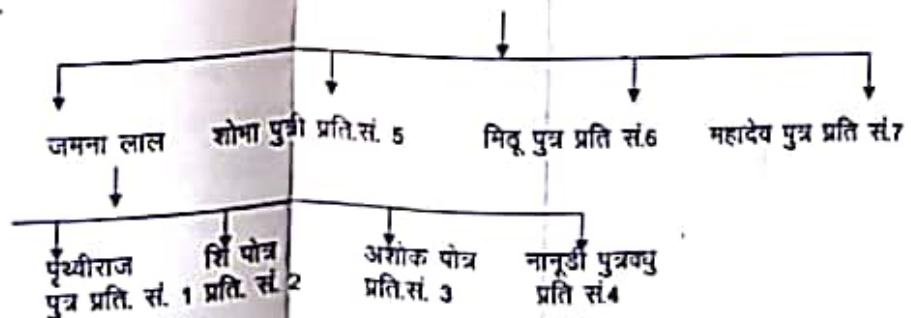 जमना लाल शोभा पुत्री प्रति.सं. 5 मिठू पुत्र प्रति सं.6 महादेव पुत्र प्रति सं.7
पृथ्वीराज शि पोत्र अशोक पोत्र नानूडी पुत्रवधु
पुत्र प्रति. सं. 1 प्रति. सं. 2 प्रति.सं. 3 प्रति सं.4